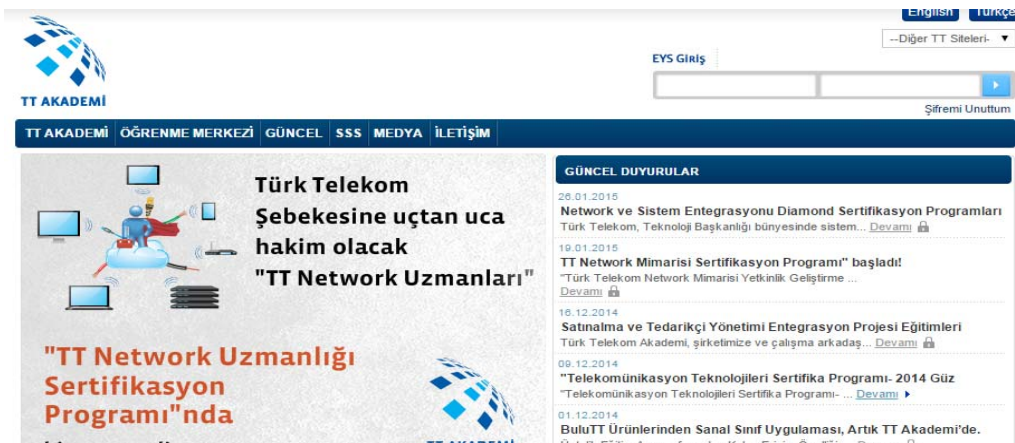 English Türkçe
--Diğer TT Siteleri-
EYS GİRİŞ
Şifremi Unuttum
TT AKADEMİ
TT AKADEMİ ÖĞRENME MERKEZİ GÜNCEL SSS MEDYA İLETİŞİM
Türk Telekom
Şebekesine uçtan uca
hakim olacak
"TT Network Uzmanları"
"TT Network Uzmanlığı
Sertifikasyon
Programı"nda
GÜNCEL DUYURULAR
26.01.2015
Network ve Sistem Entegrasyonu Diamond Sertifikasyon Programları
Türk Telekom, Teknoloji Başkanlığı bünyesinde sistem... Devamı
19.01.2015
TT Network Mimarisi Sertifikasyon Programı" başladı!
"Türk Telekom Network Mimarisi Yetkinlik Geliştirme ...
Devamı
16.12.2014
Satınalma ve Tedarikçi Yönetimi Entegrasyon Projesi Eğitimleri
Türk Telekom Akademi, şirketimize ve çalışma arkadaş... Devamı
09.12.2014
"Telekomünikasyon Teknolojileri Sertifika Programı- 2014 Güz
"Telekomünikasyon Teknolojileri Sertifika Programı- ... Devamı
01.12.2014
BuluTT Ürünlerinden Sanal Sınıf Uygulaması, Artık TT Akademi'de.